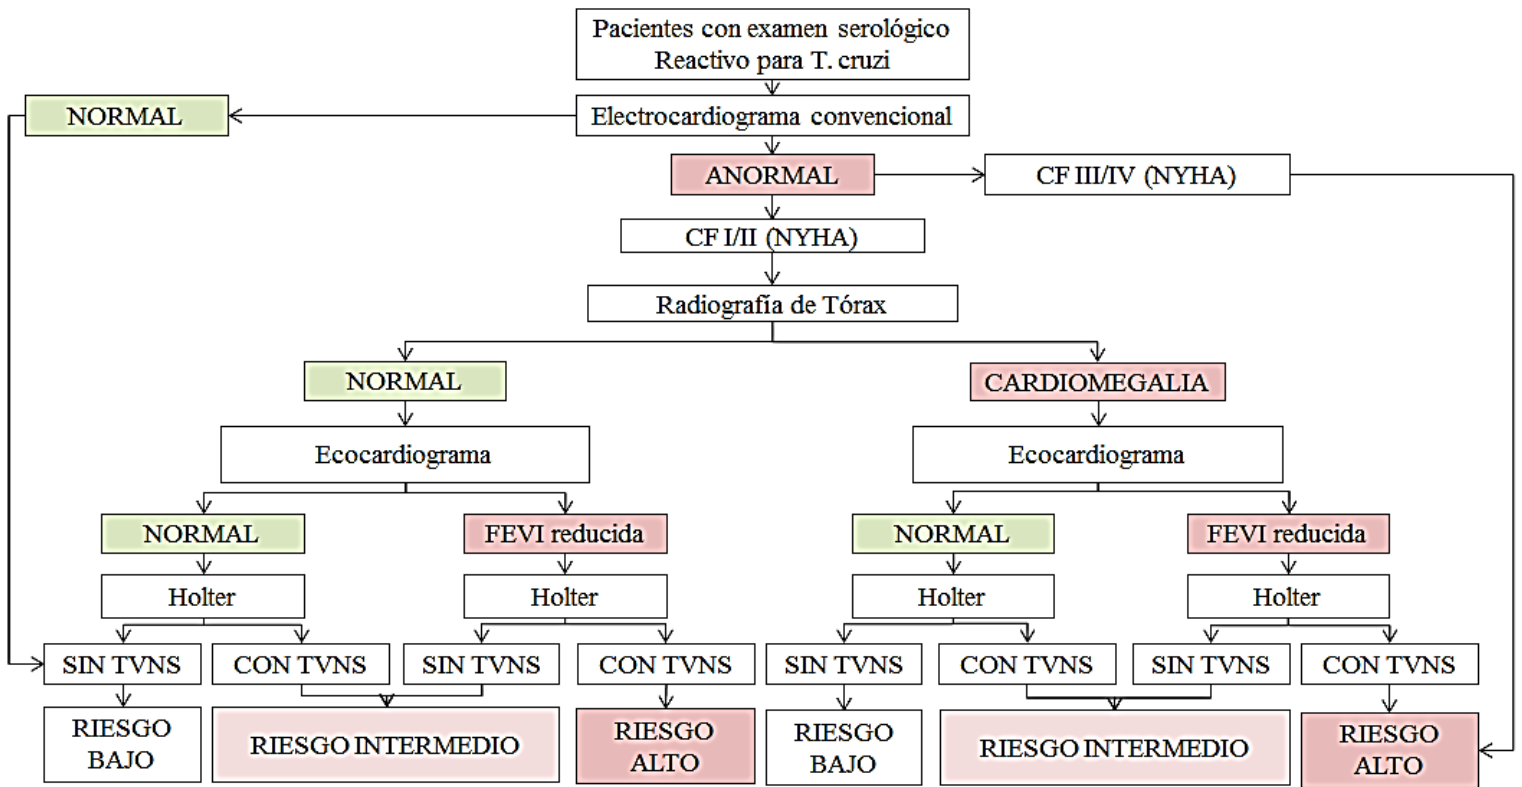 Pacientes con examen serológico
Reactivo para T. cruzi
NORMAL
Electrocardiograma convencional
ANORMAL
CF III/IV (NYHA)
CF I/II (NYHA)
Radiografía de Tórax
NORMAL
CARDIOMEGALIA
Ecocardiograma
Ecocardiograma
NORMAL
FEVI reducida
NORMAL
FEVI reducida
Holter
Holter
Holter
Holter
SIN TVNS
CON TVNS
SIN TVNS
CON TVNS
SIN TVNS
CON TVNS
SIN TVNS
CON TVNS
RIESGO
BAJO
RIESGO INTERMEDIO
RIESGO
ALTO
RIESGO
BAJO
RIESGO INTERMEDIO
RIESGO
ALTO